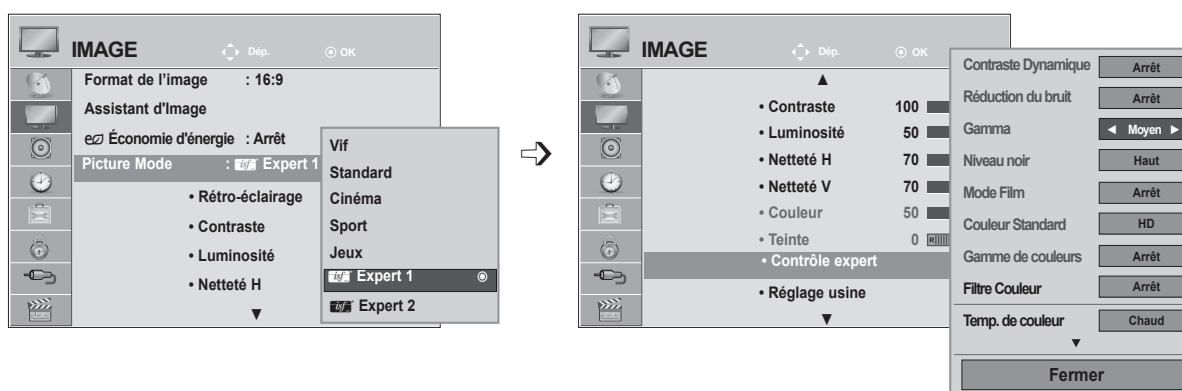 IMAGE Dép. OK
Format de l'image : 16:9
Assistant d'Image
Économie d'énergie : Arrêt
Picture Mode : isf Expert 1
• Rétro-éclairage
• Contraste
• Luminosité
• Netteté H
Vif
Standard
Cinéma
Sport
Jeux
isf Expert 1
isf Expert 2
IMAGE Dép. OK
• Contraste 100
• Luminosité 50
• Netteté H 70
• Netteté V 70
• Couleur 50
• Teinte 0 R
• Contrôle expert
• Réglage usine
Contraste Dynamique Arrêt
Réduction du bruit Arrêt
Gamma Moyen
Niveau noir Haut
Mode Film Arrêt
Couleur Standard HD
Gamme de couleurs Arrêt
Filtre Couleur Arrêt
Temp. de couleur Chaud
Fermer